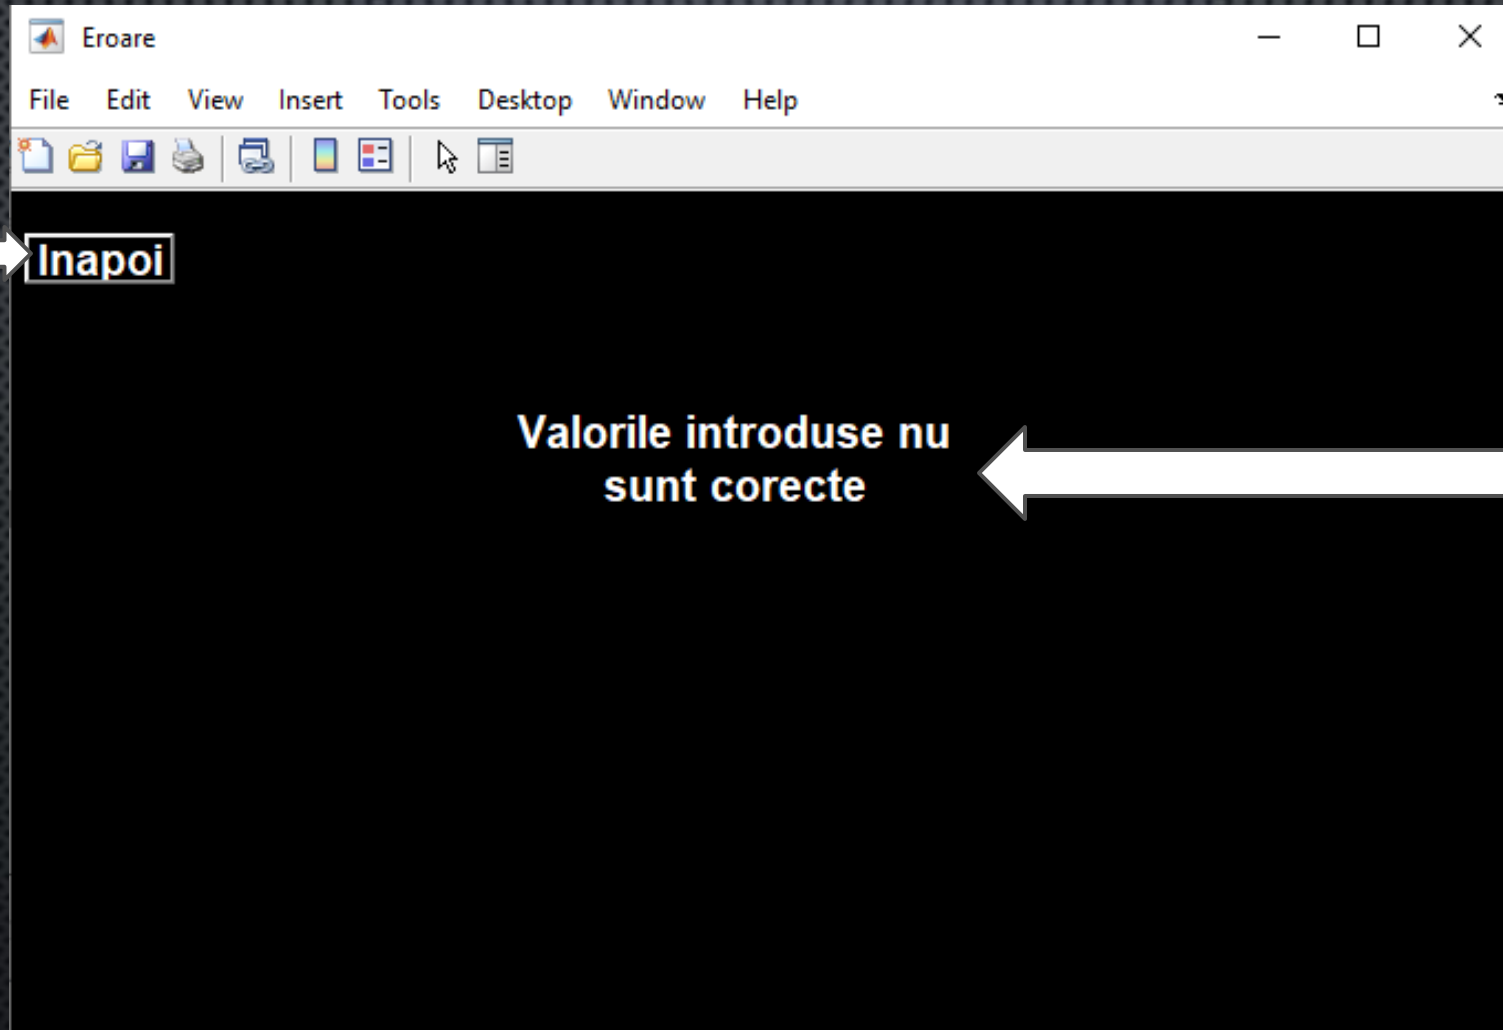 Eroare
File Edit View Insert Tools Desktop Window Help
Inapoi
Valorile introduse nu
sunt corecte